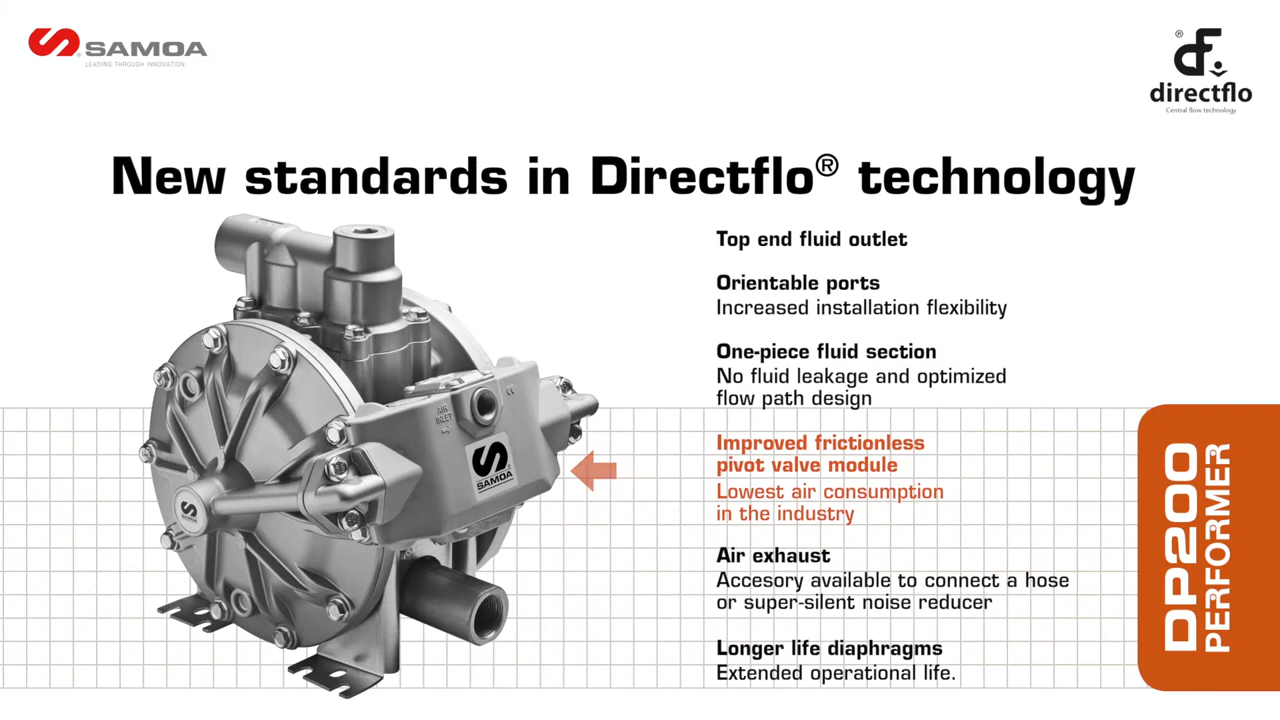 SAMOA
LEADING THROUGH INNOVATION
®
directflo
Central flow technology
New standards in Directflo® technology
Top end fluid outlet
Orientable ports
Increased installation flexibility
One-piece fluid section
No fluid leakage and optimized
flow path design
Improved frictionless
pivot valve module
Lowest air consumption
in the industry
Air exhaust
Accesory available to connect a hose
or super-silent noise reducer
Longer life diaphragms
Extended operational life.
AIR
INLET
SAMOA
DP200
PERFORMER